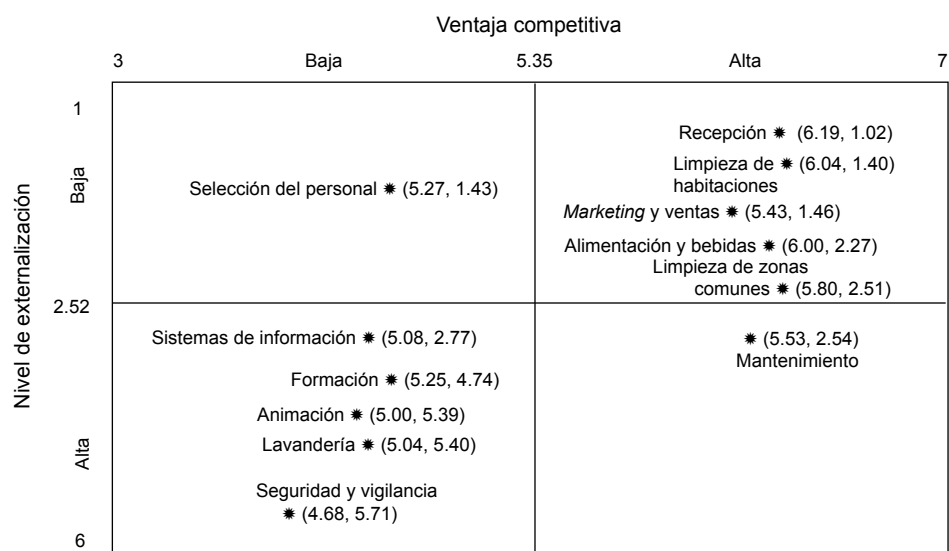 Ventaja competitiva
3 Baja 5.35 Alta 7
Nivel de externalización
1
Baja
2.52
Alta
6
Recepción ✹ (6.19, 1.02)
Limpieza de ✹ (6.04, 1.40)
habitaciones
Selección del personal ✹ (5.27, 1.43)
Marketing y ventas ✹ (5.43, 1.46)
Alimentación y bebidas ✹ (6.00, 2.27)
Limpieza de zonas
comunes ✹ (5.80, 2.51)
Sistemas de información ✹ (5.08, 2.77)
✹ (5.53, 2.54)
Mantenimiento
Formación ✹ (5.25, 4.74)
Animación ✹ (5.00, 5.39)
Lavandería ✹ (5.04, 5.40)
Seguridad y vigilancia
✹ (4.68, 5.71)